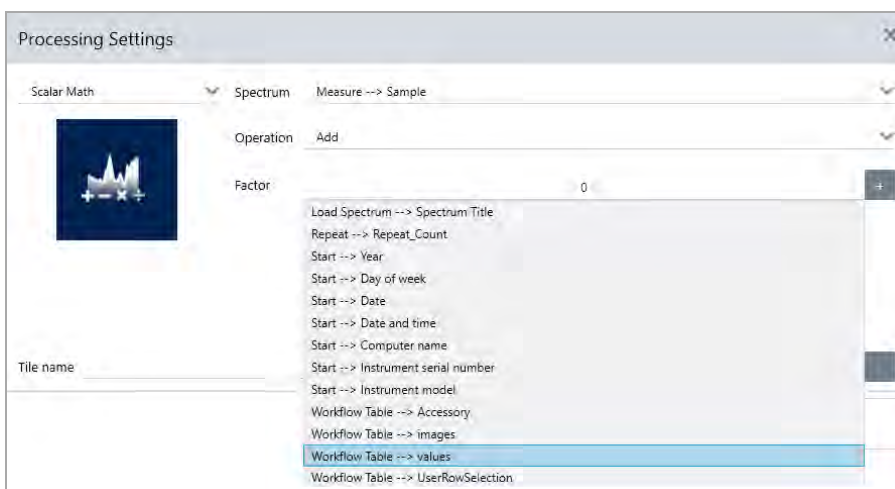 Processing Settings
Scalar Math
Spectrum Measure --> Sample
Operation Add
Factor 0 +
Load Spectrum --> Spectrum Title
Repeat --> Repeat_Count
Start --> Year
Start --> Day of week
Start --> Date
Start --> Date and time
Start --> Computer name
Start --> Instrument serial number
Tile name
Start --> Instrument model
Workflow Table --> Accessory
Workflow Table --> images
Workflow Table --> values
Workflow Table --> UserRowSelection